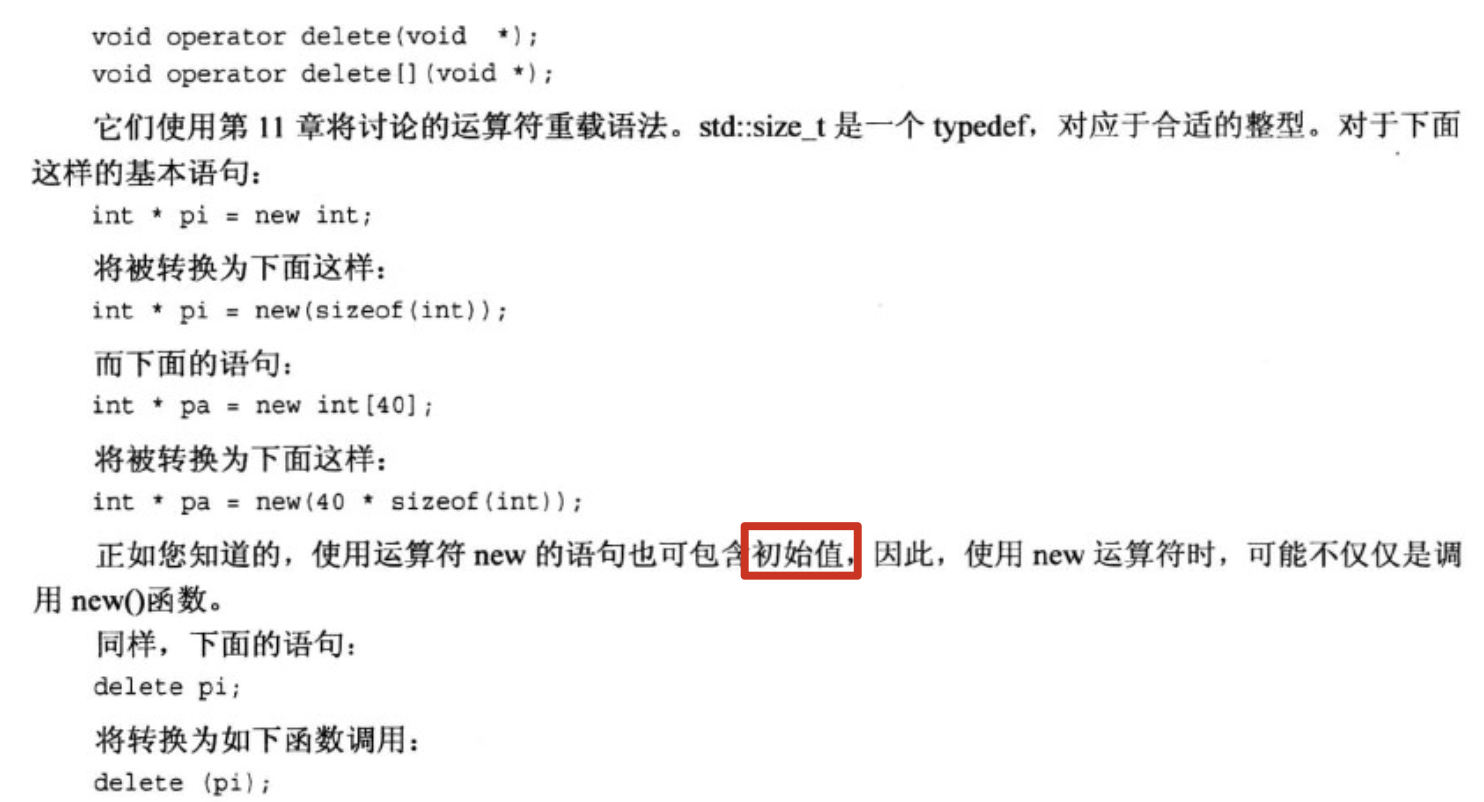 void operator delete(void  *);
void operator delete[](void *);
它们使用第 11 章将讨论的运算符重载语法。std::size_t 是一个 typedef，对应于合适的整型。对于下面
这样的基本语句：
int * pi = new int;
将被转换为下面这样：
int * pi = new(sizeof(int));
而下面的语句：
int * pa = new int[40];
将被转换为下面这样：
int * pa = new(40 * sizeof(int));
正如您知道的，使用运算符 new 的语句也可包含初始值，因此，使用 new 运算符时，可能不仅仅是调
用 new()函数。
同样，下面的语句：
delete pi;
将转换为如下函数调用：
delete (pi);